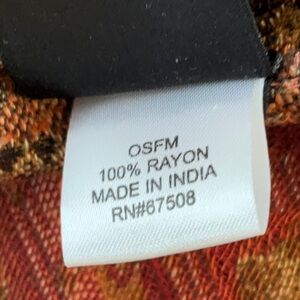 OSFM
100% RAYON
MADE IN INDIA
RN#67508